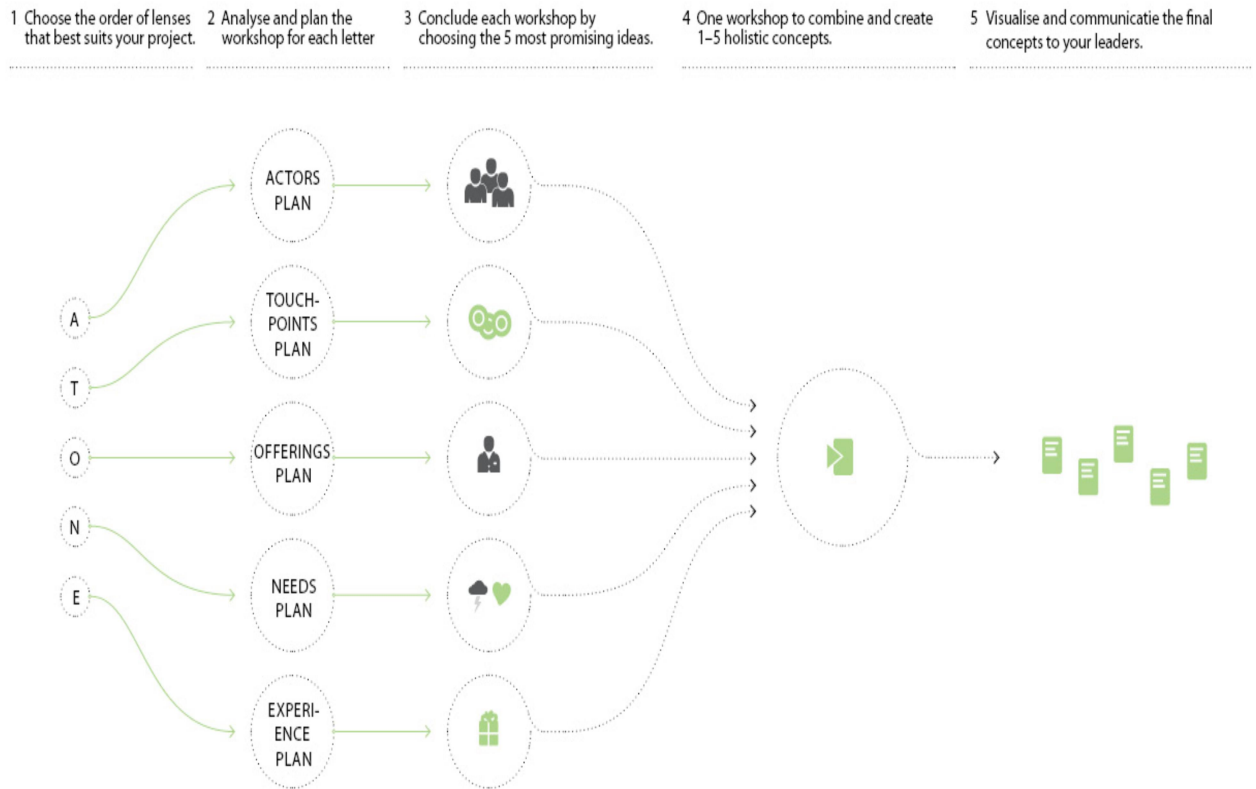 1 Choose the order of lenses
that best suits your project.
2 Analyse and plan the
workshop for each letter
3 Conclude each workshop by
choosing the 5 most promising ideas.
4 One workshop to combine and create
1–5 holistic concepts.
5 Visualise and communicatie the final
concepts to your leaders.
A
T
O
N
E
ACTORS
PLAN
TOUCH-
POINTS
PLAN
OFFERINGS
PLAN
NEEDS
PLAN
EXPERI-
ENCE
PLAN